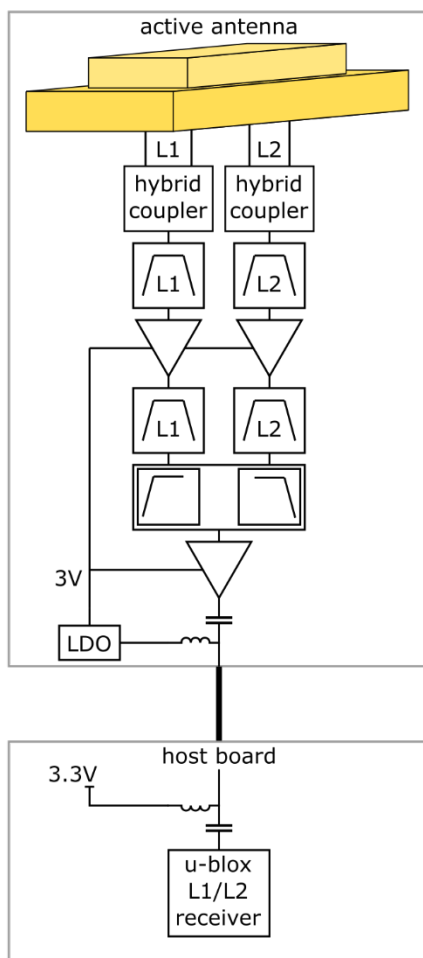 active antenna
L1
L2
hybrid
coupler
hybrid
coupler
L1
L2
L1
L2
3V
LDO
host board
3.3V
u-blox
L1/L2
receiver